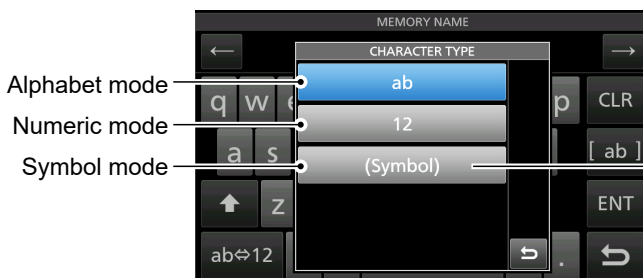 MEMORY NAME
← CHARACTER TYPE →
Alphabet mode ab
q w e p CLR
Numeric mode 12
a s [ ab ]
Symbol mode (Symbol)
z ENT
ab⇔12 .